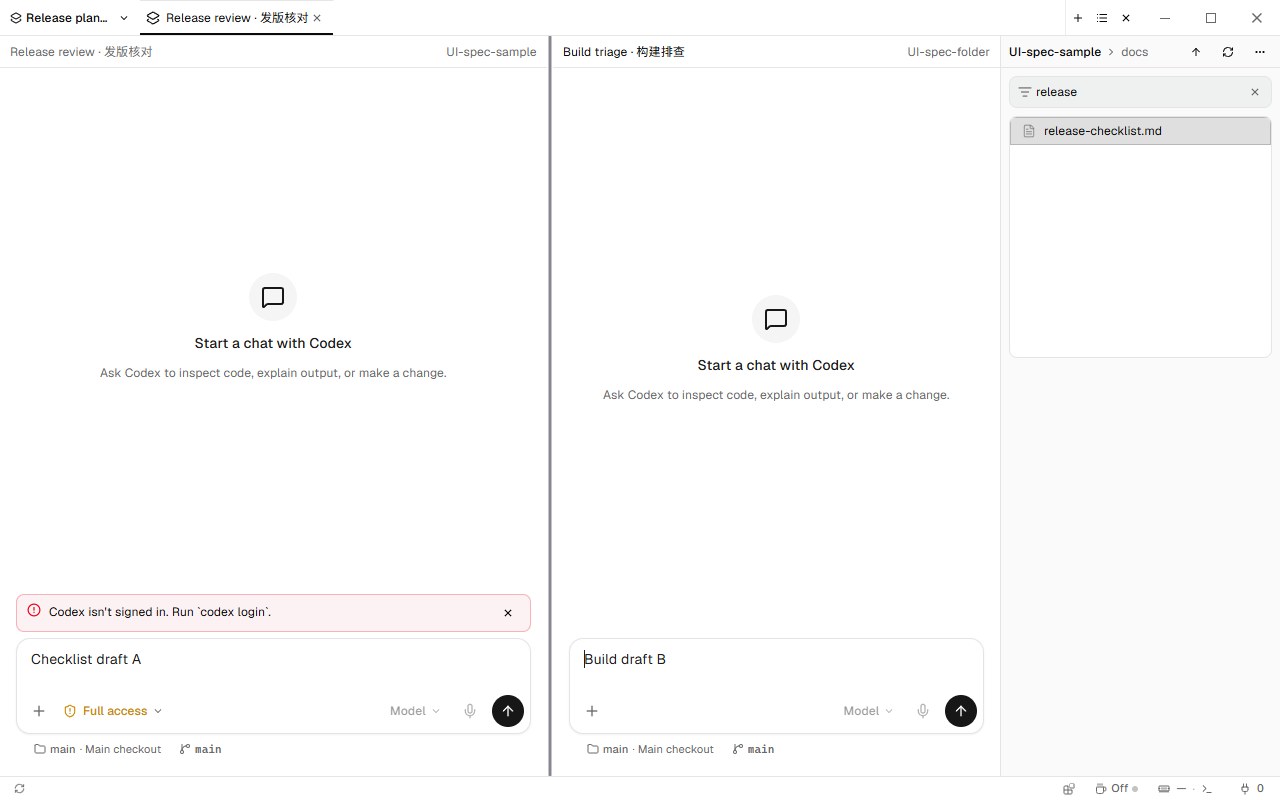 Release plan...
Release review · 发版核对
Release review · 发版核对
UI-spec-sample
Start a chat with Codex
Ask Codex to inspect code, explain output, or make a change.
Codex isn't signed in. Run `codex login`.
Checklist draft A
Full access
Model
main · Main checkout
main
Build triage · 构建排查
UI-spec-folder
Start a chat with Codex
Ask Codex to inspect code, explain output, or make a change.
Build draft B
Model
main · Main checkout
main
UI-spec-sample > docs
release
release-checklist.md
Off
— ·
0